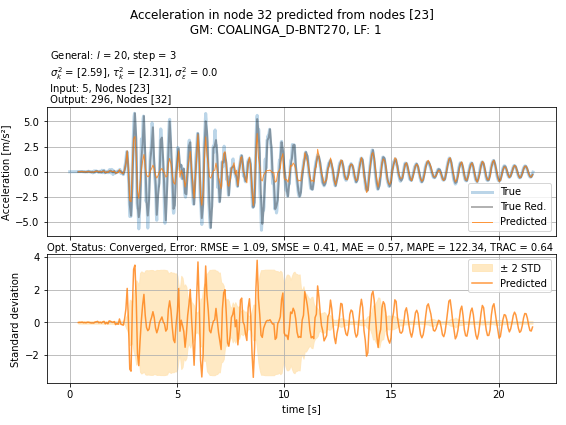 Acceleration in node 32 predicted from nodes [23]
GM: COALINGA_D-BNT270, LF: 1
General: l = 20, step = 3
σ²ₖ = [2.59], τ²ₖ = [2.31], σ²ε = 0.0
Input: 5, Nodes [23]
Output: 296, Nodes [32]
Acceleration [m/s²]
5.0
2.5
0.0
−2.5
−5.0
True
True Red.
Predicted
Opt. Status: Converged, Error: RMSE = 1.09, SMSE = 0.41, MAE = 0.57, MAPE = 122.34, TRAC = 0.64
Standard deviation
4
2
0
−2
± 2 STD
Predicted
0
5
10
15
20
time [s]